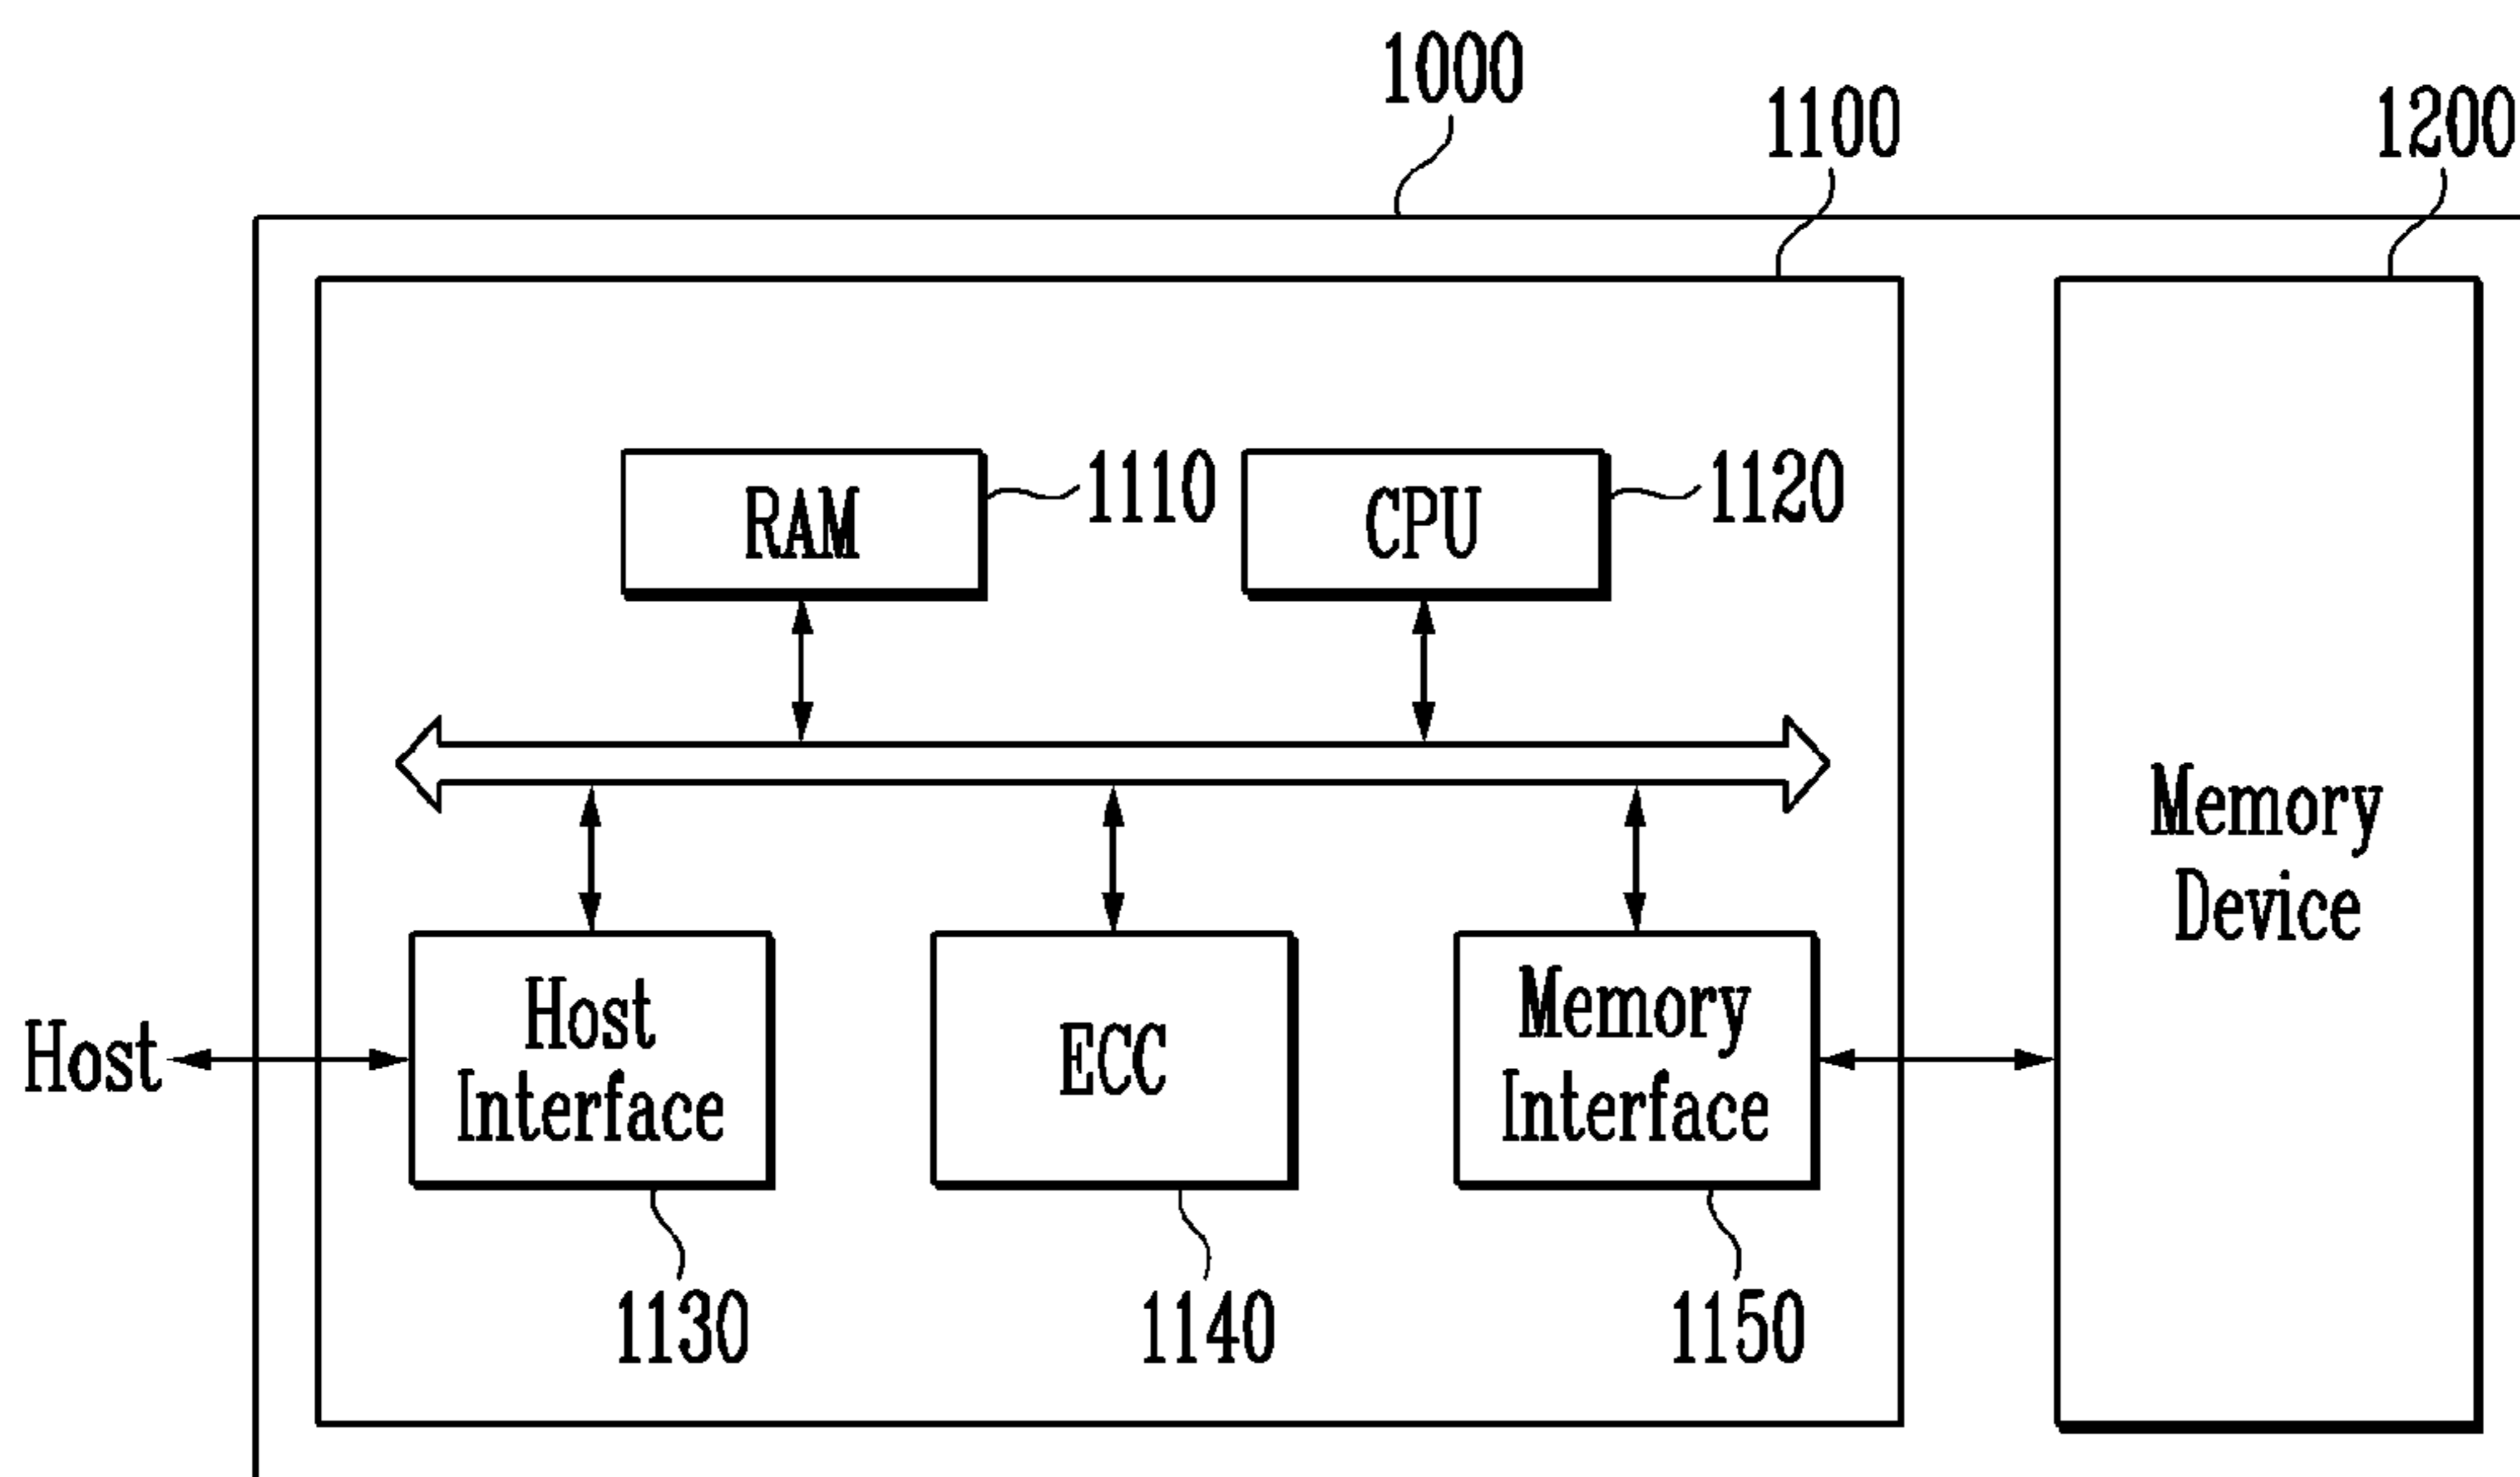 1000
1100
1200
RAM
1110
CPU
1120
Memory
Device
Host
Host
Interface
ECC
Memory
Interface
1130
1140
1150